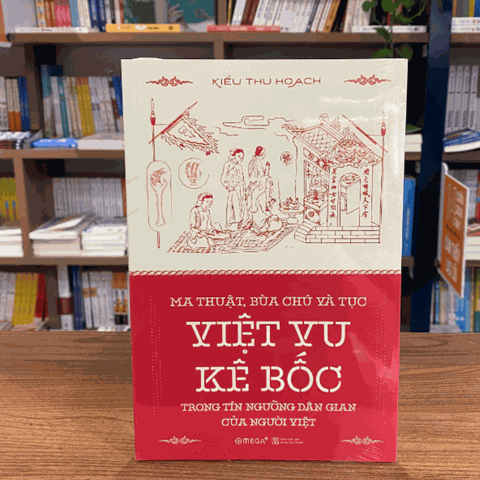 KIỀU THU HOẠCH
MA THUẬT, BÙA CHÚ VÀ TỤC
VIỆT VU
KÊ BỐC
TRONG TÍN NGƯỠNG DÂN GIAN
CỦA NGƯỜI VIỆT
OMEGA+